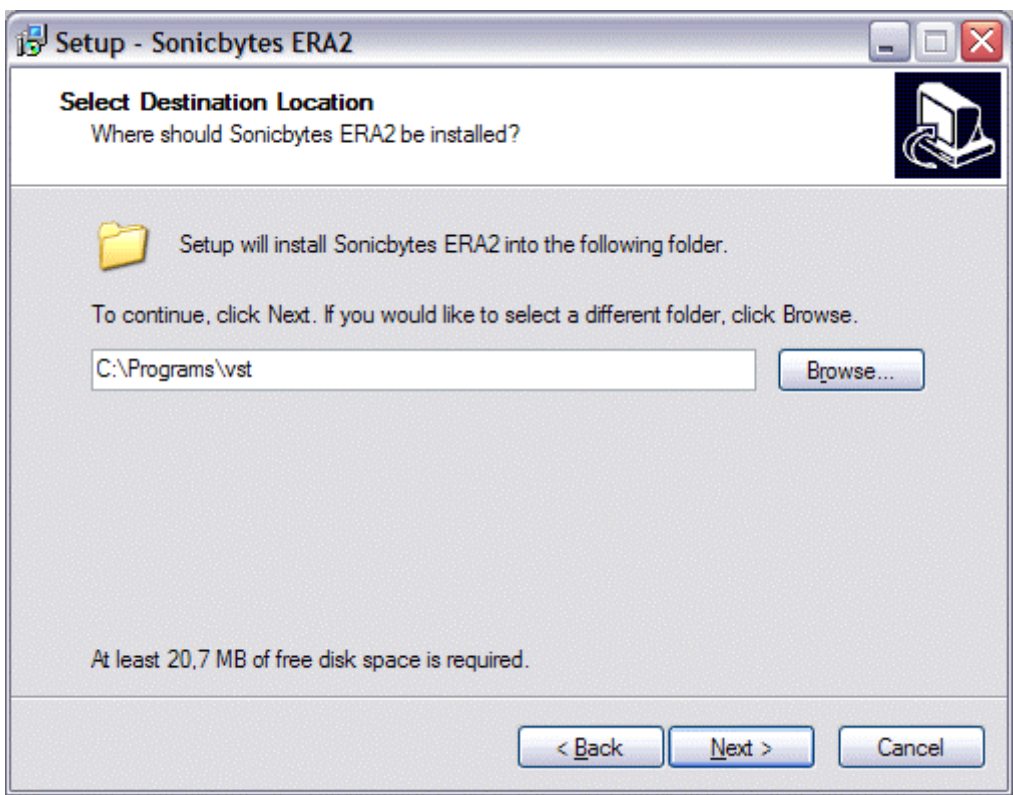 Setup - Sonicbytes ERA2
Select Destination Location
Where should Sonicbytes ERA2 be installed?
Setup will install Sonicbytes ERA2 into the following folder.
To continue, click Next. If you would like to select a different folder, click Browse.
C:\Programs\vst
Browse...
At least 20,7 MB of free disk space is required.
< Back
Next >
Cancel